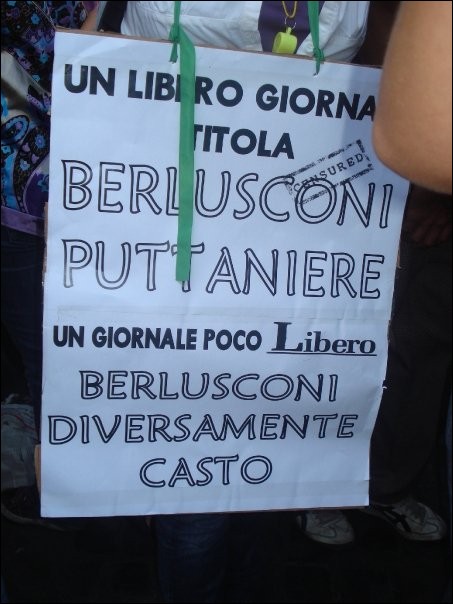 UN LIBERO GIORNA
TITOLA
CENSURED
BERLUSCONI
PUTTANIERE
UN GIORNALE POCO Libero
BERLUSCONI
DIVERSAMENTE
CASTO